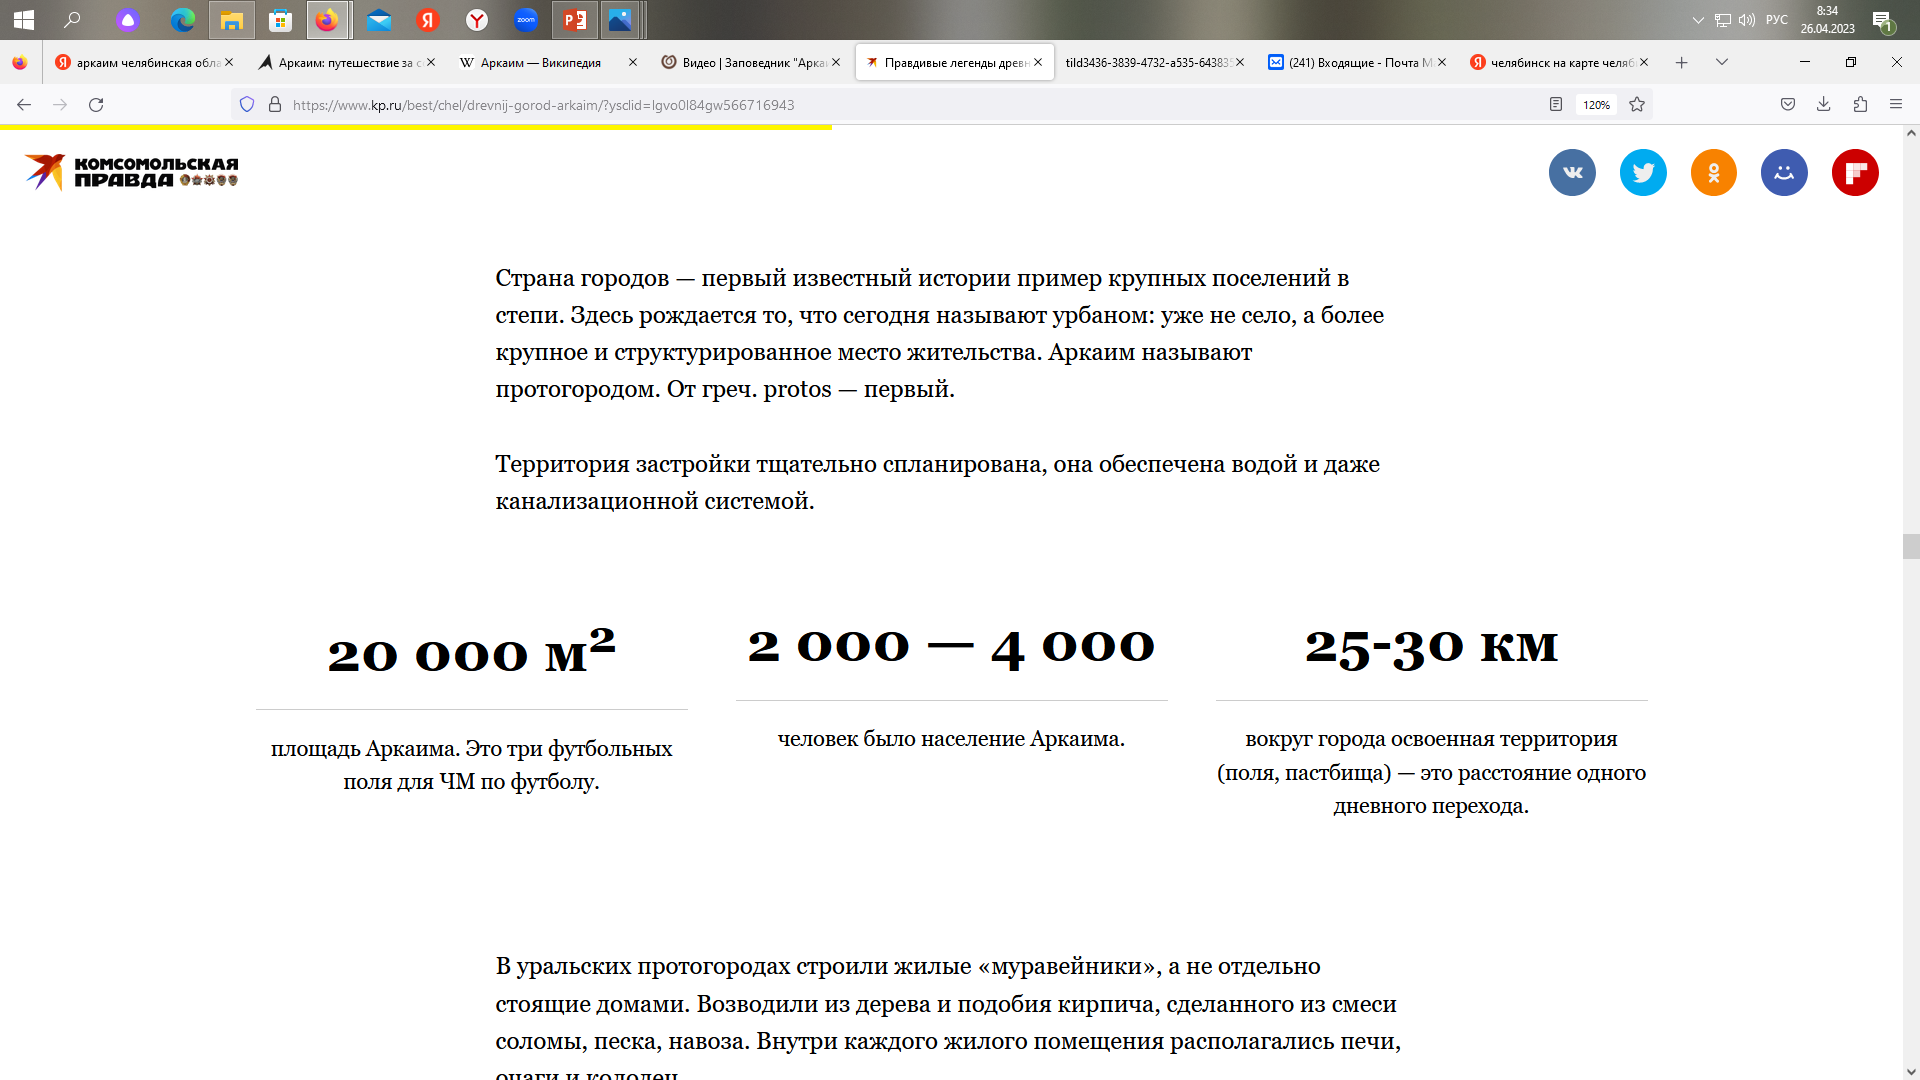 zoom
РУС
8:34
26.04.2023
1
аркаим челябинская обла
Аркаим: путешествие за с
Аркаим — Википедия
Видео | Заповедник "Арка
Правдивые легенды древн
tild3436-3839-4732-a535-643835
(241) Входящие - Почта M
челябинск на карте челяб
https://www.kp.ru/best/chel/drevnij-gorod-arkaim/?ysclid=lgvo0l84gw566716943
120%
КОМСОМОЛЬСКАЯ
ПРАВДА
Страна городов — первый известный истории пример крупных поселений в
степи. Здесь рождается то, что сегодня называют урбаном: уже не село, а более
крупное и структурированное место жительства. Аркаим называют
протогородом. От греч. protos — первый.
Территория застройки тщательно спланирована, она обеспечена водой и даже
канализационной системой.
20 000 м²
площадь Аркаима. Это три футбольных
поля для ЧМ по футболу.
2 000 — 4 000
человек было население Аркаима.
25-30 км
вокруг города освоенная территория
(поля, пастбища) — это расстояние одного
дневного перехода.
В уральских протогородах строили жилые «муравейники», а не отдельно
стоящие домами. Возводили из дерева и подобия кирпича, сделанного из смеси
соломы, песка, навоза. Внутри каждого жилого помещения располагались печи,
очаги и колодец.